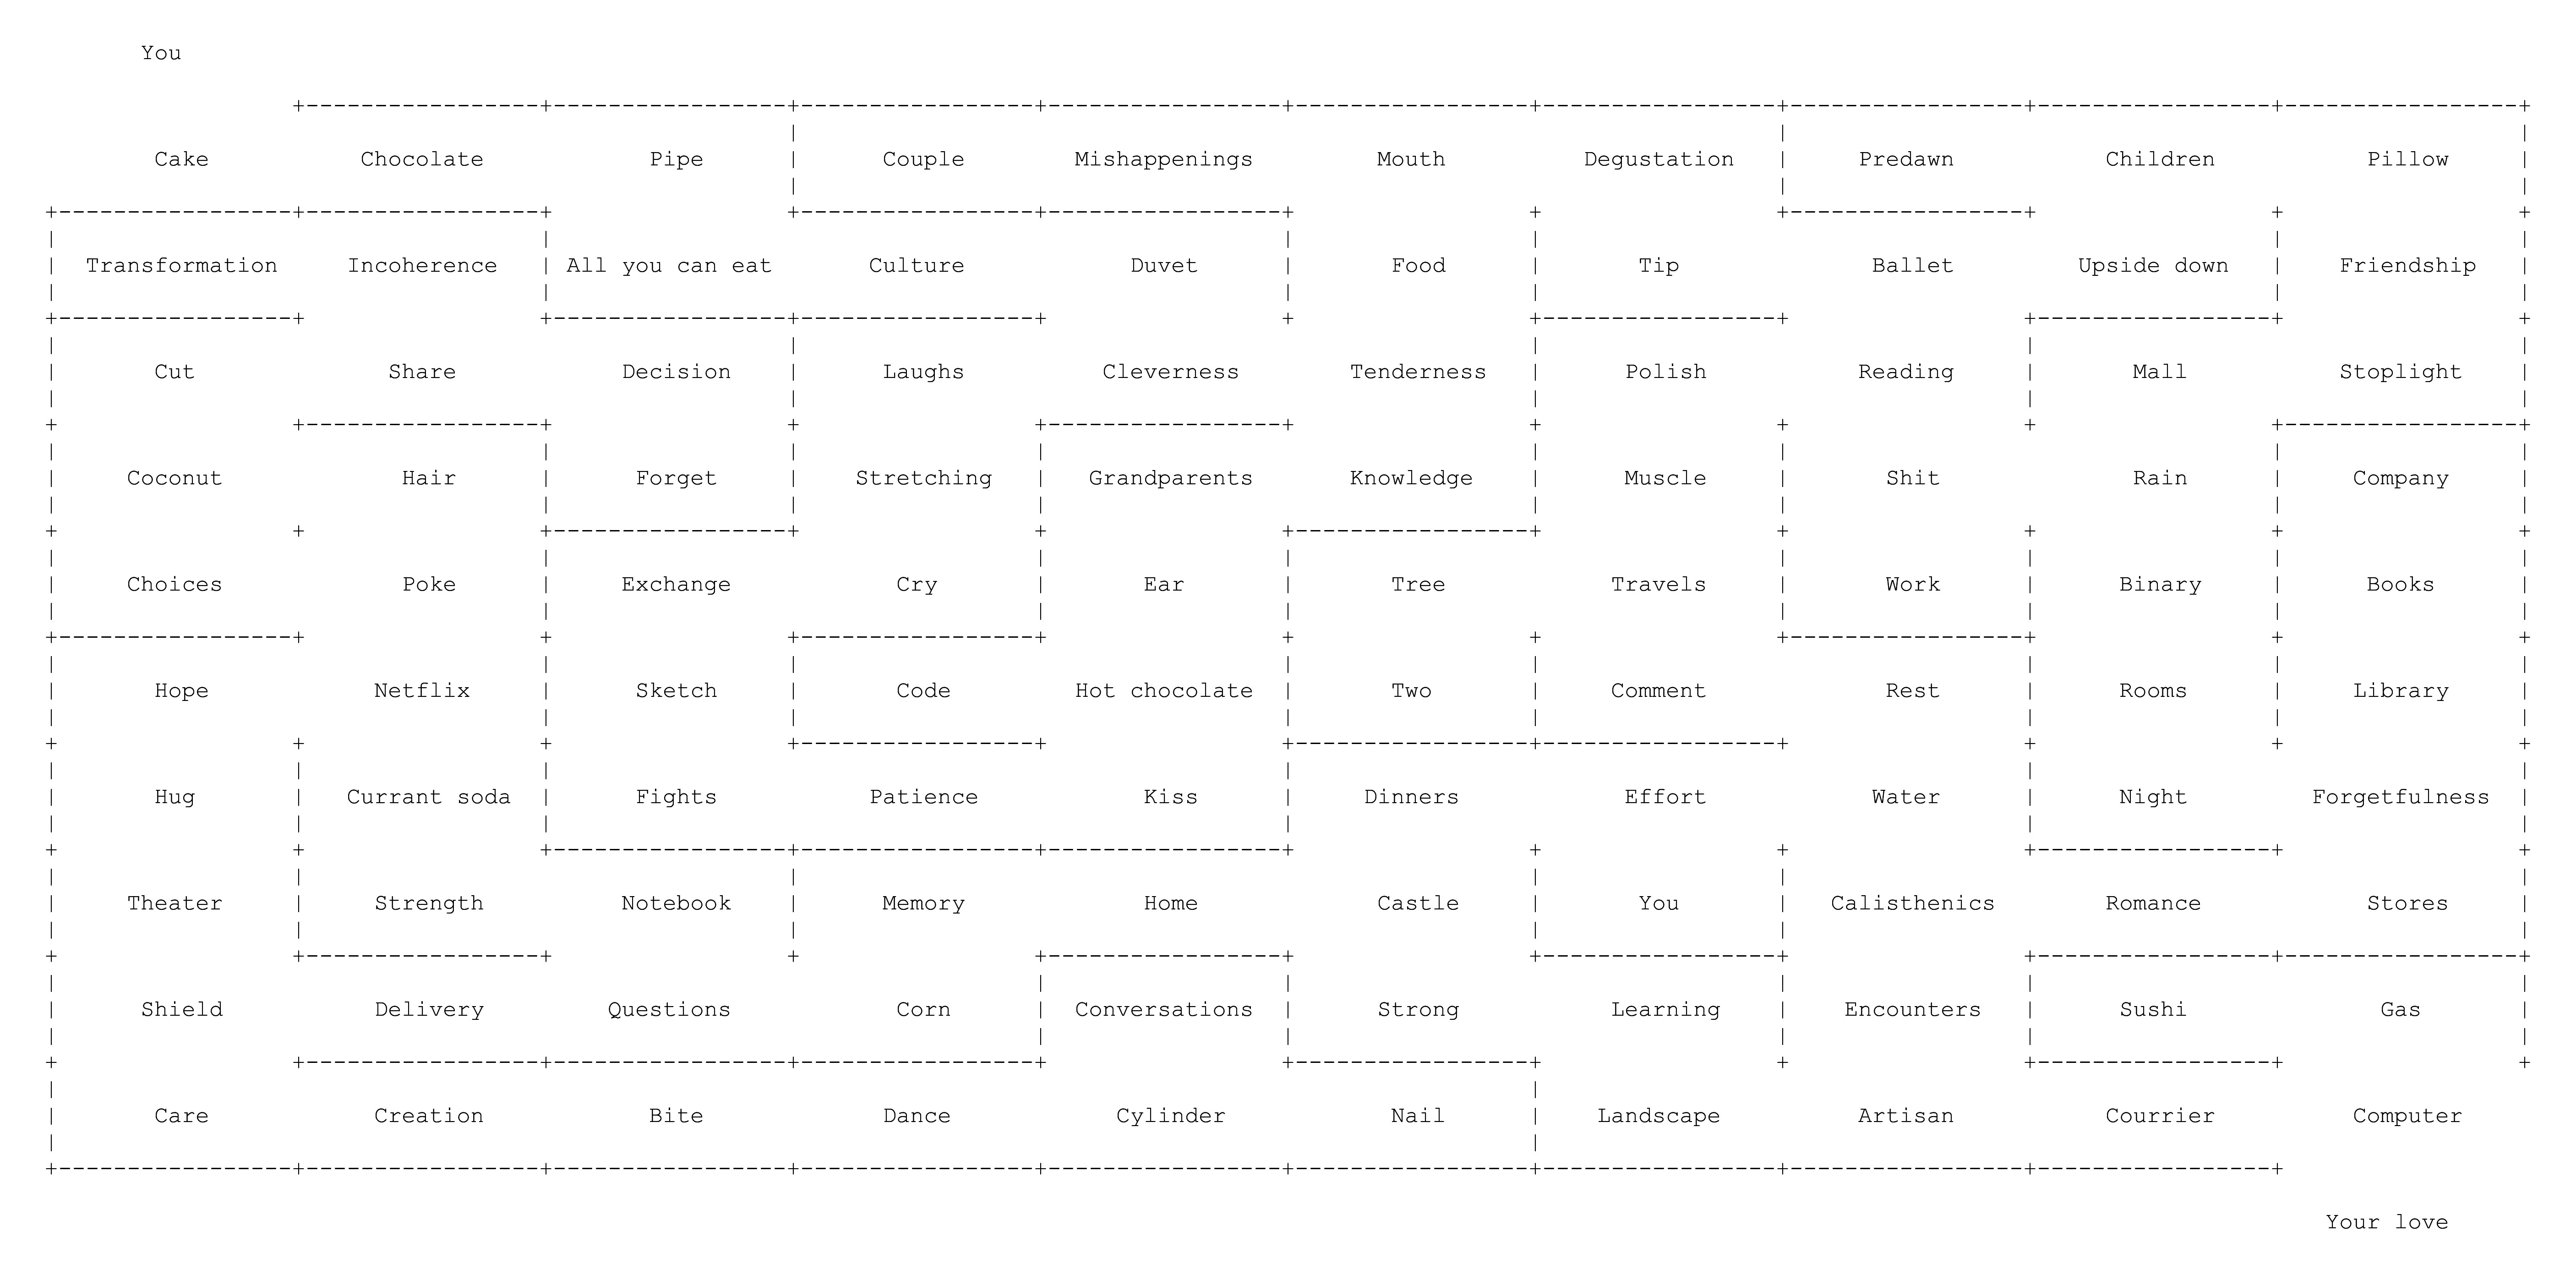 You
Cake Chocolate Pipe Couple Mishappenings Mouth Degustation Predawn Children Pillow
Transformation Incoherence All you can eat Culture Duvet Food Tip Ballet Upside down Friendship
Cut Share Decision Laughs Cleverness Tenderness Polish Reading Mall Stoplight
Coconut Hair Forget Stretching Grandparents Knowledge Muscle Shit Rain Company
Choices Poke Exchange Cry Ear Tree Travels Work Binary Books
Hope Netflix Sketch Code Hot chocolate Two Comment Rest Rooms Library
Hug Currant soda Fights Patience Kiss Dinners Effort Water Night Forgetfulness
Theater Strength Notebook Memory Home Castle You Calisthenics Romance Stores
Shield Delivery Questions Corn Conversations Strong Learning Encounters Sushi Gas
Care Creation Bite Dance Cylinder Nail Landscape Artisan Courrier Computer
Your love